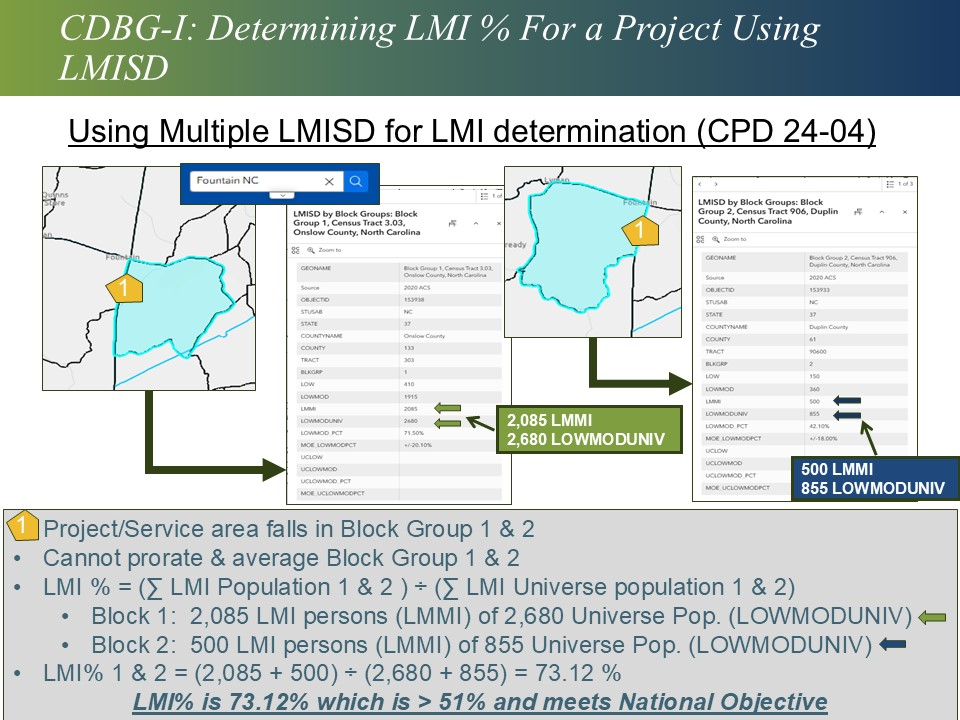 CDBG-I: Determining LMI % For a Project Using
LMISD
Using Multiple LMISD for LMI determination (CPD 24-04)
Quinns
Store
an
Fountain
1
Fountain NC
1 of
LMISD by Block Groups: Block
Group 1, Census Tract 3.03,
Onslow County, North Carolina
Zoom to
GEONAME Block Group 1, Census Tract 3.03,
Onslow County, North Carolina
Source 2020 ACS
OBJECTID 153938
STUSAB NC
STATE 37
COUNTYNAME Onslow County
COUNTY 133
TRACT 303
BLKGRP 1
LOW 410
LOWMOD 1915
LMMI 2085
LOWMODUNIV 2680
LOWMOD_PCT 71.50%
MOE_LOWMODPCT +/-20.10%
UCLOW
UCLOWMOD
UCLOWMOD_PCT
MOE_UCLOWMODPCT
2,085 LMMI
2,680 LOWMODUNIV
Lyman
Fountain
ready
1
1 of 3
LMISD by Block Groups: Block
Group 2, Census Tract 906, Duplin
County, North Carolina
Zoom to
GEONAME Block Group 2, Census Tract 906,
Duplin County, North Carolina
Source 2020 ACS
OBJECTID 153933
STUSAB NC
STATE 37
COUNTYNAME Duplin County
COUNTY 61
TRACT 90600
BLKGRP 2
LOW 150
LOWMOD 360
LMMI 500
LOWMODUNIV 855
LOWMOD_PCT 42.10%
MOE_LOWMODPCT +/-18.00%
UCLOW
UCLOWMOD
UCLOWMOD_PCT
MOE_UCLOWMODPCT
500 LMMI
855 LOWMODUNIV
1 Project/Service area falls in Block Group 1 & 2
• Cannot prorate & average Block Group 1 & 2
• LMI % = (∑ LMI Population 1 & 2 ) ÷ (∑ LMI Universe population 1 & 2)
• Block 1: 2,085 LMI persons (LMMI) of 2,680 Universe Pop. (LOWMODUNIV)
• Block 2: 500 LMI persons (LMMI) of 855 Universe Pop. (LOWMODUNIV)
• LMI% 1 & 2 = (2,085 + 500) ÷ (2,680 + 855) = 73.12 %
LMI% is 73.12% which is > 51% and meets National Objective